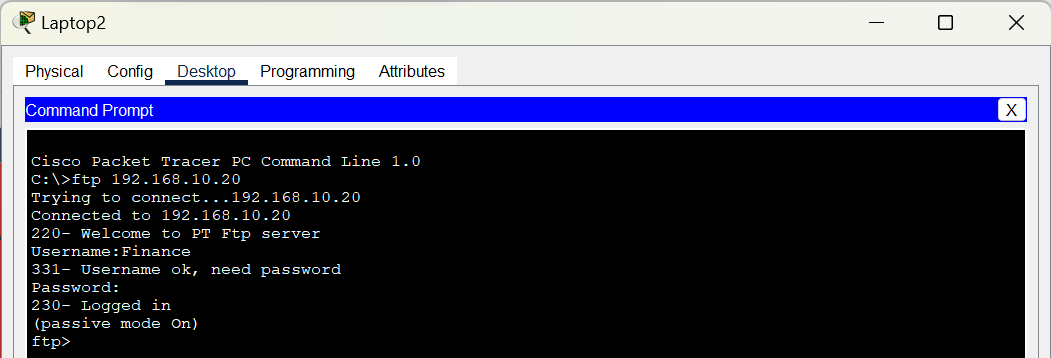 Laptop2
Physical Config Desktop Programming Attributes
Command Prompt X
Cisco Packet Tracer PC Command Line 1.0
C:\>ftp 192.168.10.20
Trying to connect...192.168.10.20
Connected to 192.168.10.20
220- Welcome to PT Ftp server
Username:Finance
331- Username ok, need password
Password:
230- Logged in
(passive mode On)
ftp>